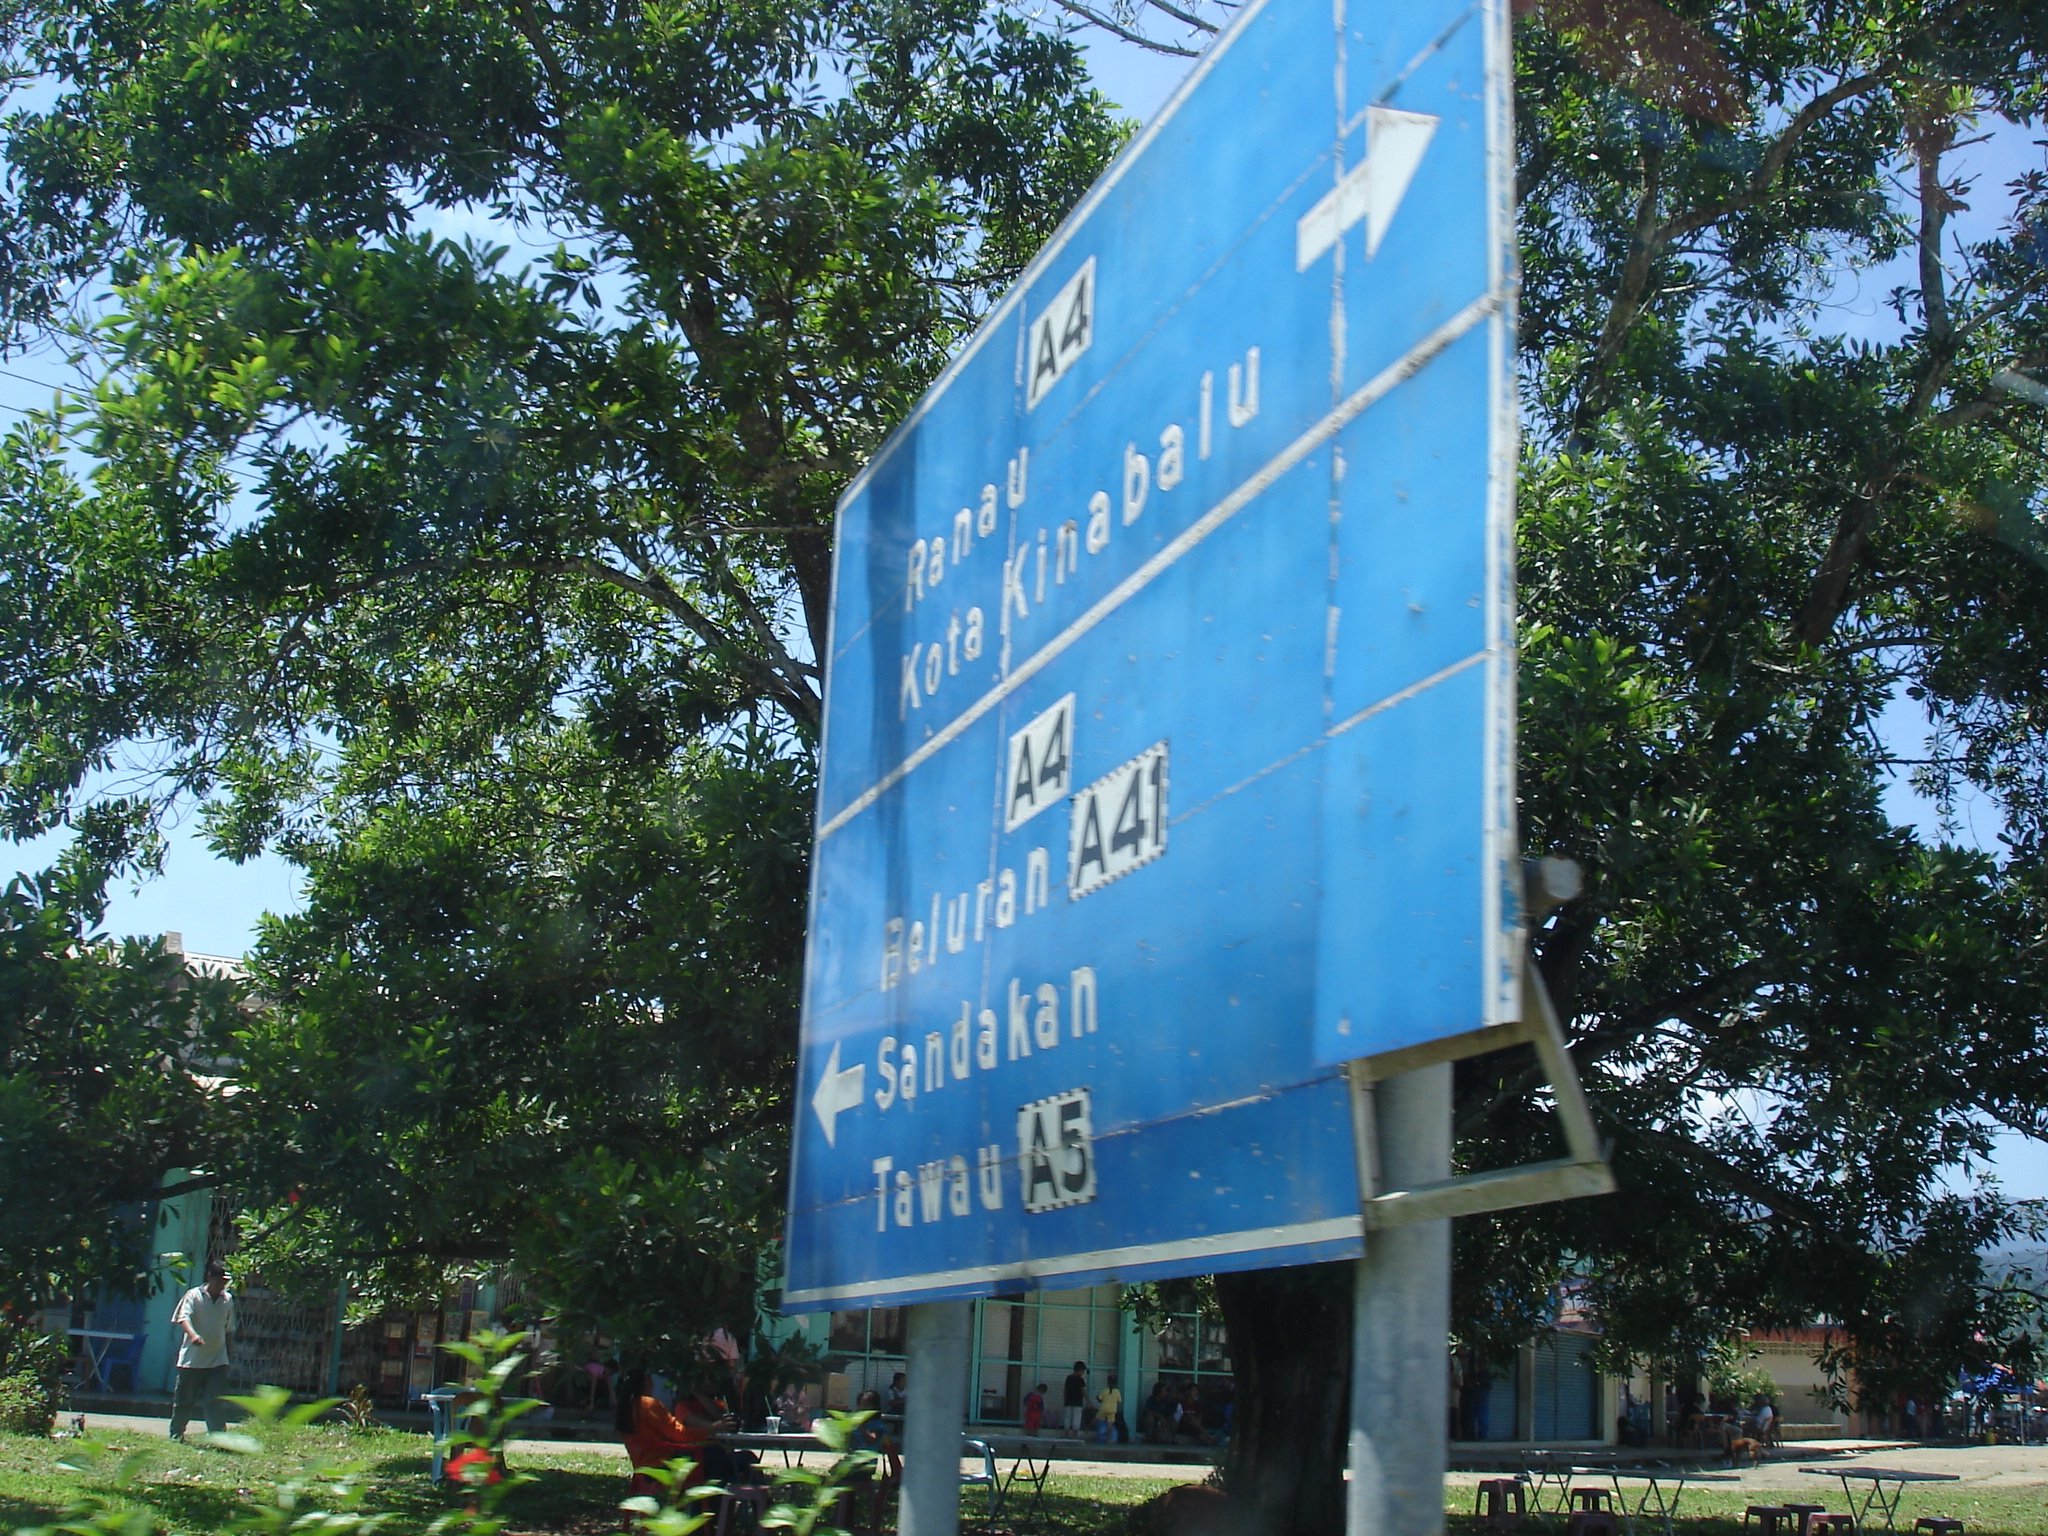 A4
Ranau
Kota Kinabalu
A4
Beluran A41
Sandakan
Tawau A5